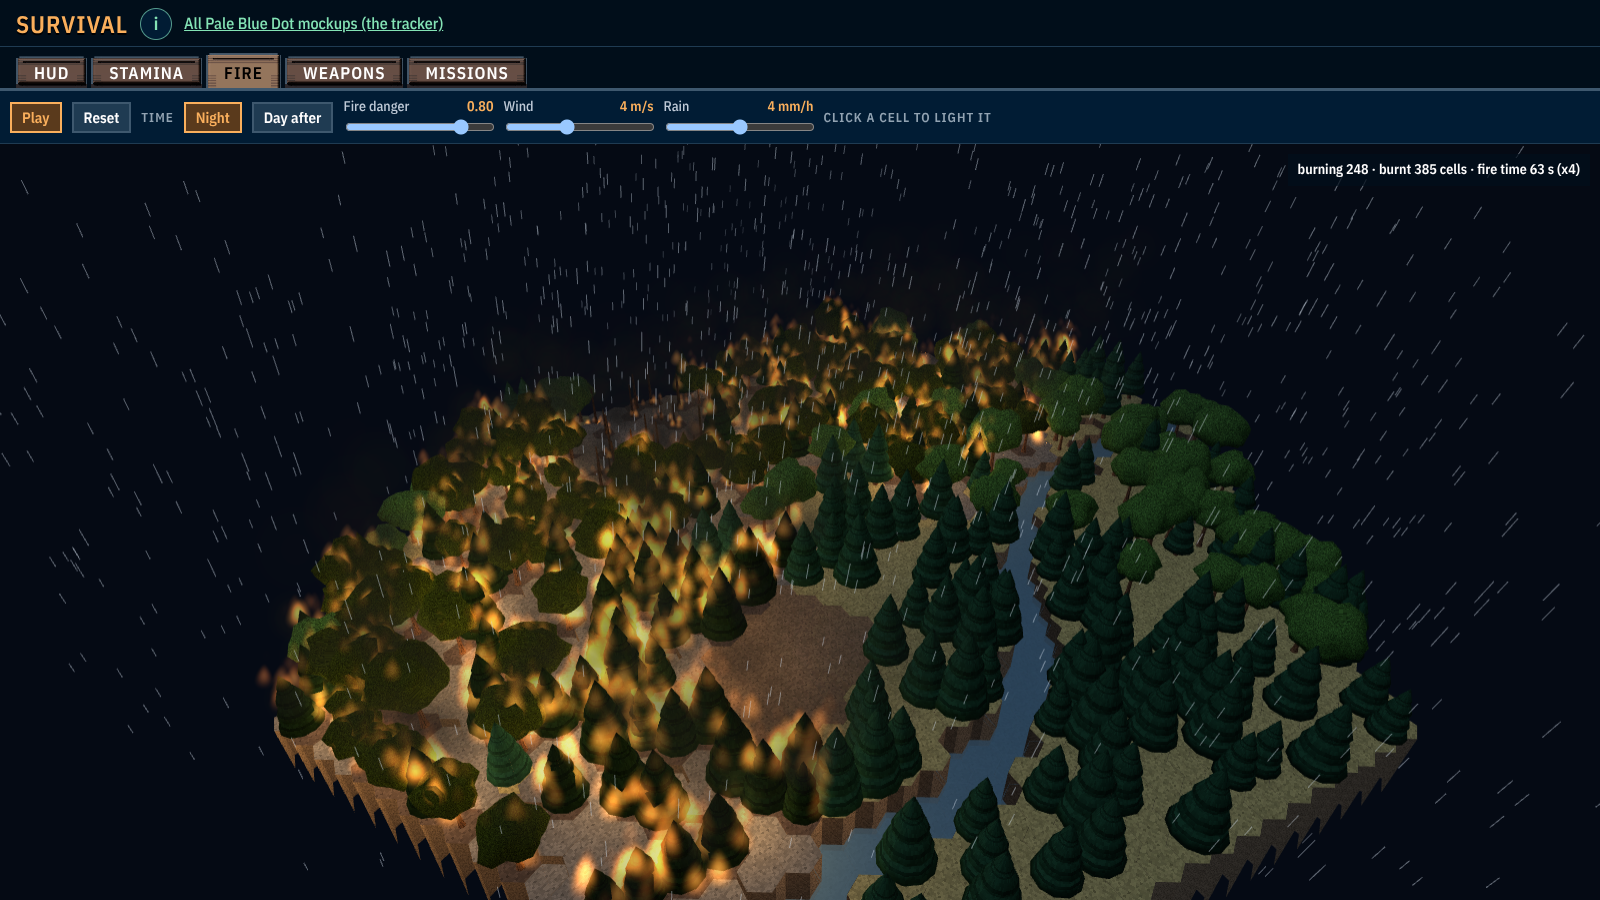 SURVIVAL i All Pale Blue Dot mockups (the tracker)
HUD STAMINA FIRE WEAPONS MISSIONS
Play Reset TIME Night Day after Fire danger 0.80 Wind 4 m/s Rain 4 mm/h CLICK A CELL TO LIGHT IT
burning 248 · burnt 385 cells · fire time 63 s (x4)